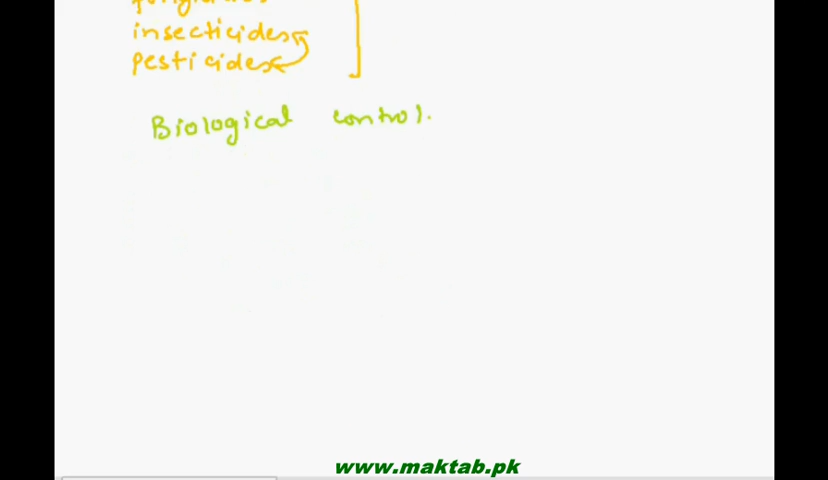 insecticides
pesticides
Biological control.
www.maktab.pk